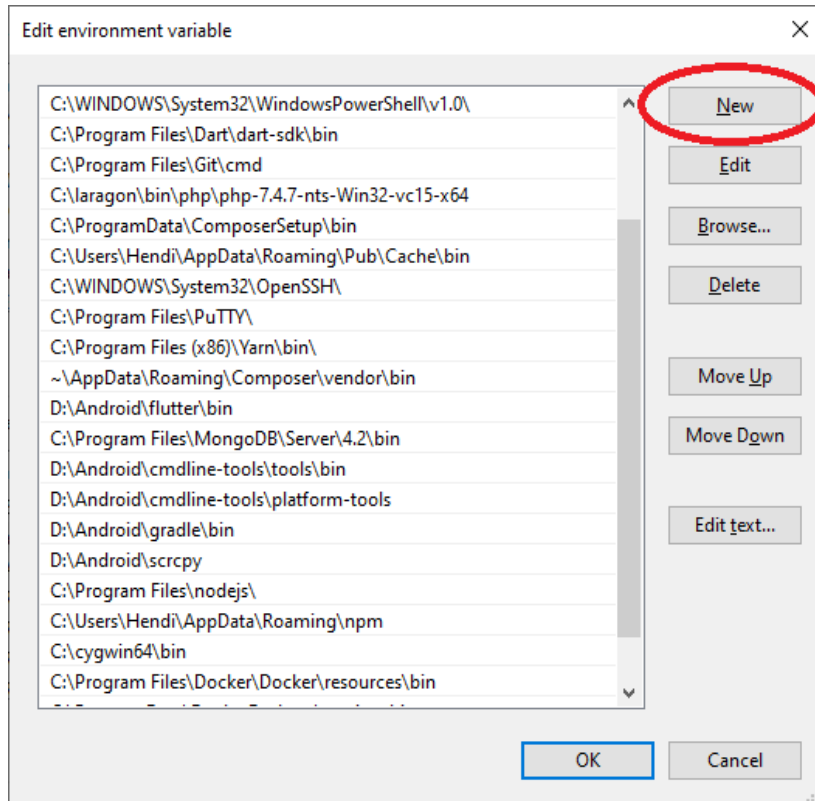 Edit environment variable
C:\WINDOWS\System32\WindowsPowerShell\v1.0\
C:\Program Files\Dart\dart-sdk\bin
C:\Program Files\Git\cmd
C:\laragon\bin\php\php-7.4.7-nts-Win32-vc15-x64
C:\ProgramData\ComposerSetup\bin
C:\Users\Hendi\AppData\Roaming\Pub\Cache\bin
C:\WINDOWS\System32\OpenSSH\
C:\Program Files\PuTTY\
C:\Program Files (x86)\Yarn\bin\
~\AppData\Roaming\Composer\vendor\bin
D:\Android\flutter\bin
C:\Program Files\MongoDB\Server\4.2\bin
D:\Android\cmdline-tools\tools\bin
D:\Android\cmdline-tools\platform-tools
D:\Android\gradle\bin
D:\Android\scrcpy
C:\Program Files\nodejs\
C:\Users\Hendi\AppData\Roaming\npm
C:\cygwin64\bin
C:\Program Files\Docker\Docker\resources\bin
New
Edit
Browse...
Delete
Move Up
Move Down
Edit text...
OK
Cancel